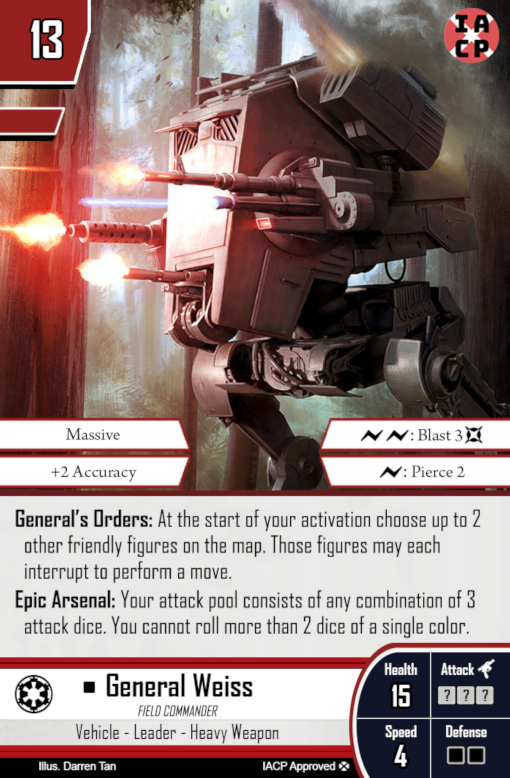 13
IA
CP
Massive
: Blast 3
+2 Accuracy
: Pierce 2
General's Orders: At the start of your activation choose up to 2
other friendly figures on the map. Those figures may each
interrupt to perform a move.
Epic Arsenal: Your attack pool consists of any combination of 3
attack dice. You cannot roll more than 2 dice of a single color.
General Weiss
FIELD COMMANDER
Vehicle - Leader - Heavy Weapon
Health
15
Attack
? ? ?
Speed
4
Defense
Illus. Darren Tan
IACP Approved